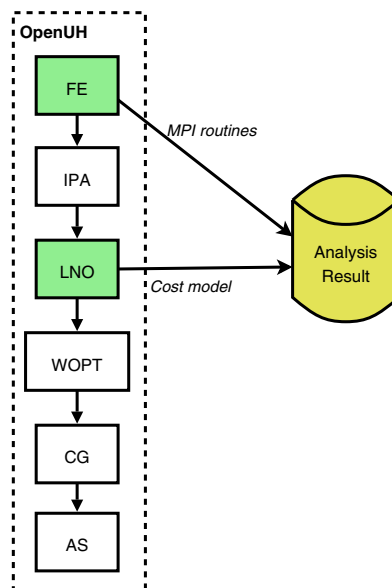 OpenUH
FE
MPI routines
IPA
Analysis
Result
LNO
Cost model
WOPT
CG
AS